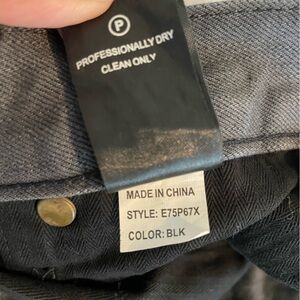 P
PROFESSIONALLY DRY
CLEAN ONLY
MADE IN CHINA
STYLE: E75P67X
COLOR: BLK